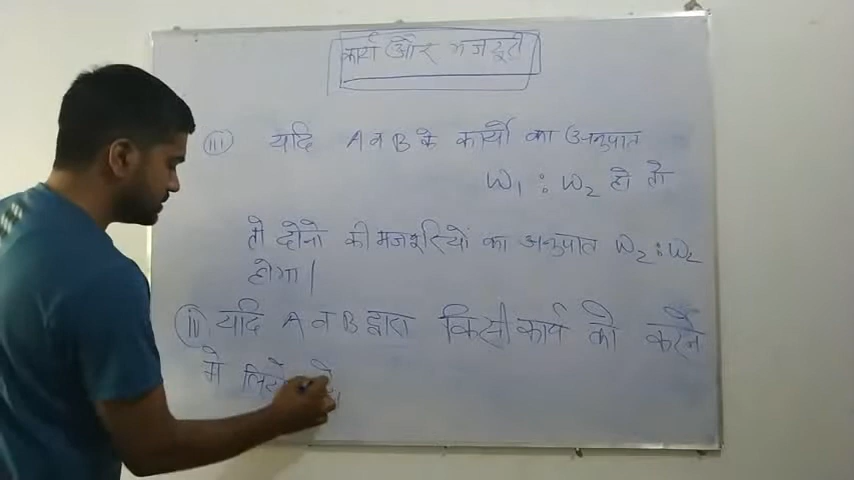 कार्य और मजदूरी
(iii) यदि A व B के कार्यो का अनुपात
W₁ : W₂ हो तो
तो दोनो की मजदूरियों का अनुपात W₂ : W₂
होगा |
(ii) यदि A व B द्वारा किसी कार्य को करने
मे लिये